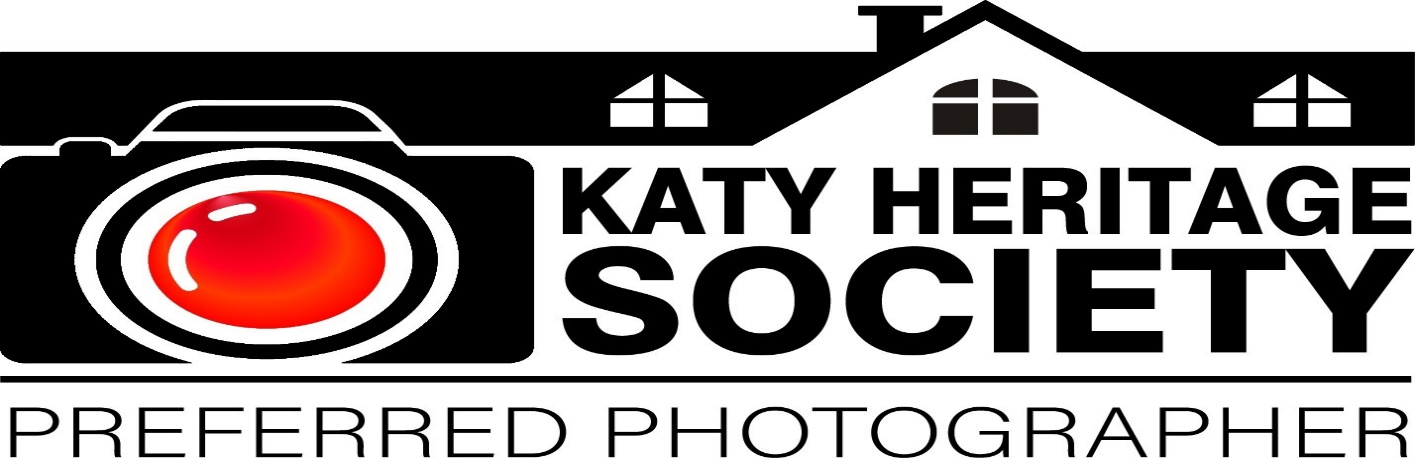 KATY HERITAGE
SOCIETY
PREFERRED PHOTOGRAPHER